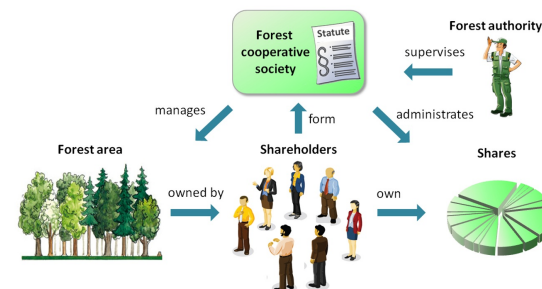 Forest authority
Statute
§
§
Forest
cooperative
society
supervises
manages
form
administrates
Forest area
Shareholders
Shares
owned by
own